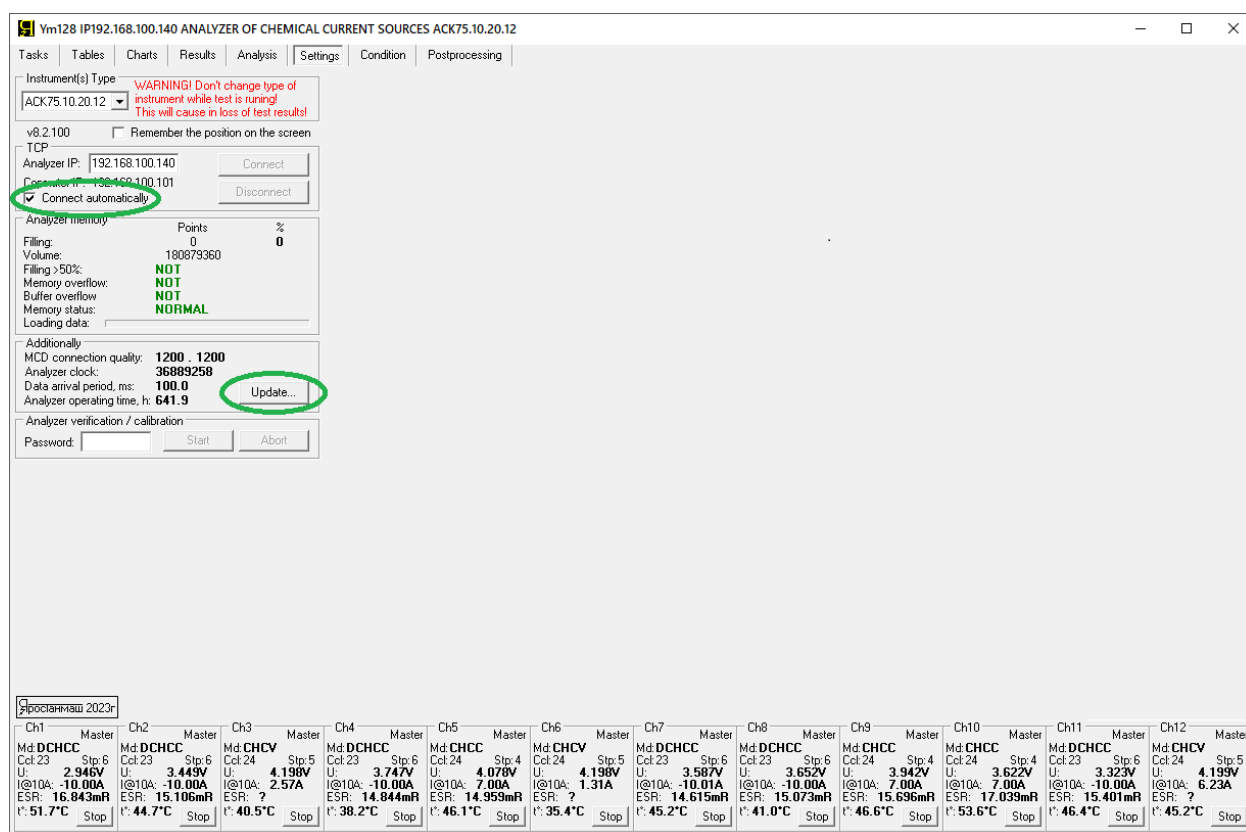 Ym128 IP192.168.100.140 ANALYZER OF CHEMICAL CURRENT SOURCES ACK75.10.20.12
Tasks Tables Charts Results Analysis Settings Condition Postprocessing
Instrument(s) Type
ACK75.10.20.12
WARNING! Don't change type of
instrument while test is runing!
This will cause in loss of test results!
v8.2.100 Remember the position on the screen
TCP
Analyzer IP: 192.168.100.140 Connect
Computer IP: 192.168.100.101 Disconnect
Connect automatically
Analyzer memory
Points %
Filling: 0 0
Volume: 180879360
Filling >50%: NOT
Memory overflow: NOT
Buffer overflow NOT
Memory status: NORMAL
Loading data:
Additionally
MCD connection quality: 1200 . 1200
Analyzer clock: 36889258
Data arrival period, ms: 100.0
Analyzer operating time, h: 641.9
Update...
Analyzer verification / calibration
Password: Start Abort
Яростанмаш 2023г
Ch1 Master Ch2 Master Ch3 Master Ch4 Master Ch5 Master Ch6 Master Ch7 Master Ch8 Master Ch9 Master Ch10 Master Ch11 Master Ch12 Master
Md: DCHCC Md: DCHCC Md: CHCV Md: DCHCC Md: CHCC Md: CHCV Md: DCHCC Md: DCHCC Md: CHCC Md: CHCC Md: DCHCC Md: CHCV
Ccl: 23 Stp: 6 Ccl: 23 Stp: 6 Ccl: 24 Stp: 5 Ccl: 23 Stp: 6 Ccl: 24 Stp: 4 Ccl: 24 Stp: 5 Ccl: 23 Stp: 6 Ccl: 23 Stp: 6 Ccl: 24 Stp: 4 Ccl: 24 Stp: 4 Ccl: 23 Stp: 6 Ccl: 24 Stp: 5
U: 2.946V U: 3.449V U: 4.198V U: 3.747V U: 4.078V U: 4.198V U: 3.587V U: 3.652V U: 3.942V U: 3.622V U: 3.323V U: 4.199V
I@10A: -10.00A I@10A: -10.00A I@10A: 2.57A I@10A: -10.00A I@10A: 7.00A I@10A: 1.31A I@10A: -10.01A I@10A: -10.00A I@10A: 7.00A I@10A: 7.00A I@10A: -10.00A I@10A: 6.23A
ESR: 16.843mR ESR: 15.106mR ESR: ? ESR: 14.844mR ESR: 14.959mR ESR: ? ESR: 14.615mR ESR: 15.073mR ESR: 15.696mR ESR: 17.039mR ESR: 15.401mR ESR: ?
t°: 51.7°C Stop t°: 44.7°C Stop t°: 40.5°C Stop t°: 38.2°C Stop t°: 46.1°C Stop t°: 35.4°C Stop t°: 45.2°C Stop t°: 41.0°C Stop t°: 46.6°C Stop t°: 53.6°C Stop t°: 46.4°C Stop t°: 45.2°C Stop